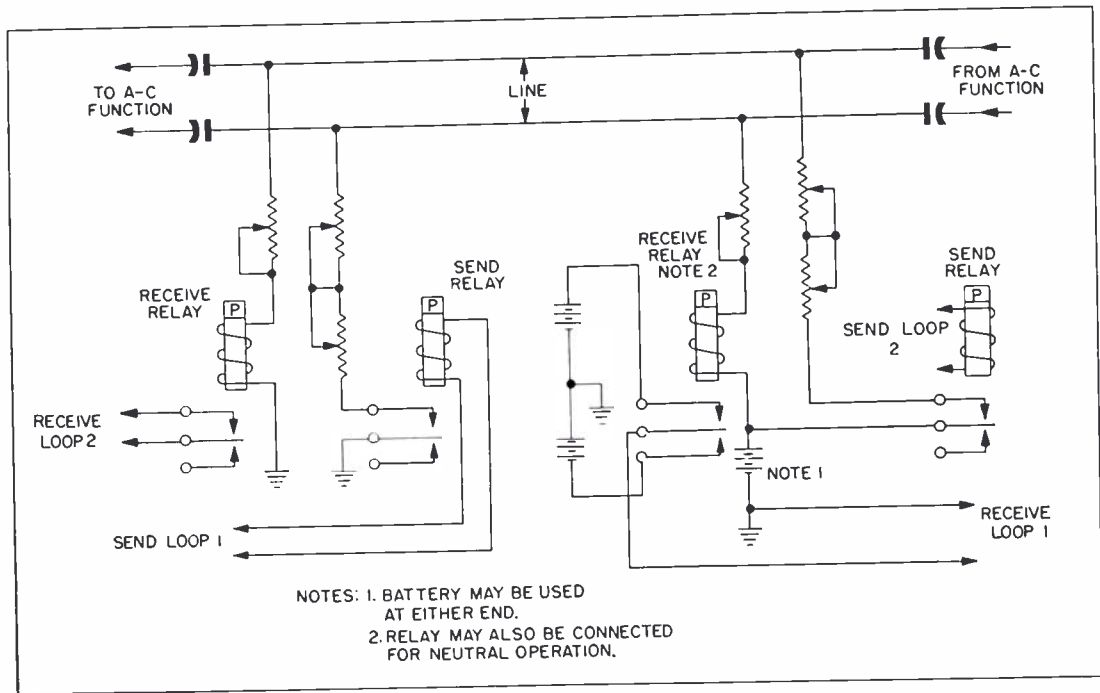 TO A-C
FUNCTION
LINE
FROM A-C
FUNCTION
RECEIVE
RELAY
P
SEND
RELAY
P
RECEIVE
RELAY
NOTE 2
P
SEND
RELAY
P
SEND LOOP
2
RECEIVE
LOOP 2
SEND LOOP 1
NOTE 1
RECEIVE
LOOP 1
NOTES: 1. BATTERY MAY BE USED
AT EITHER END.
2. RELAY MAY ALSO BE CONNECTED
FOR NEUTRAL OPERATION.